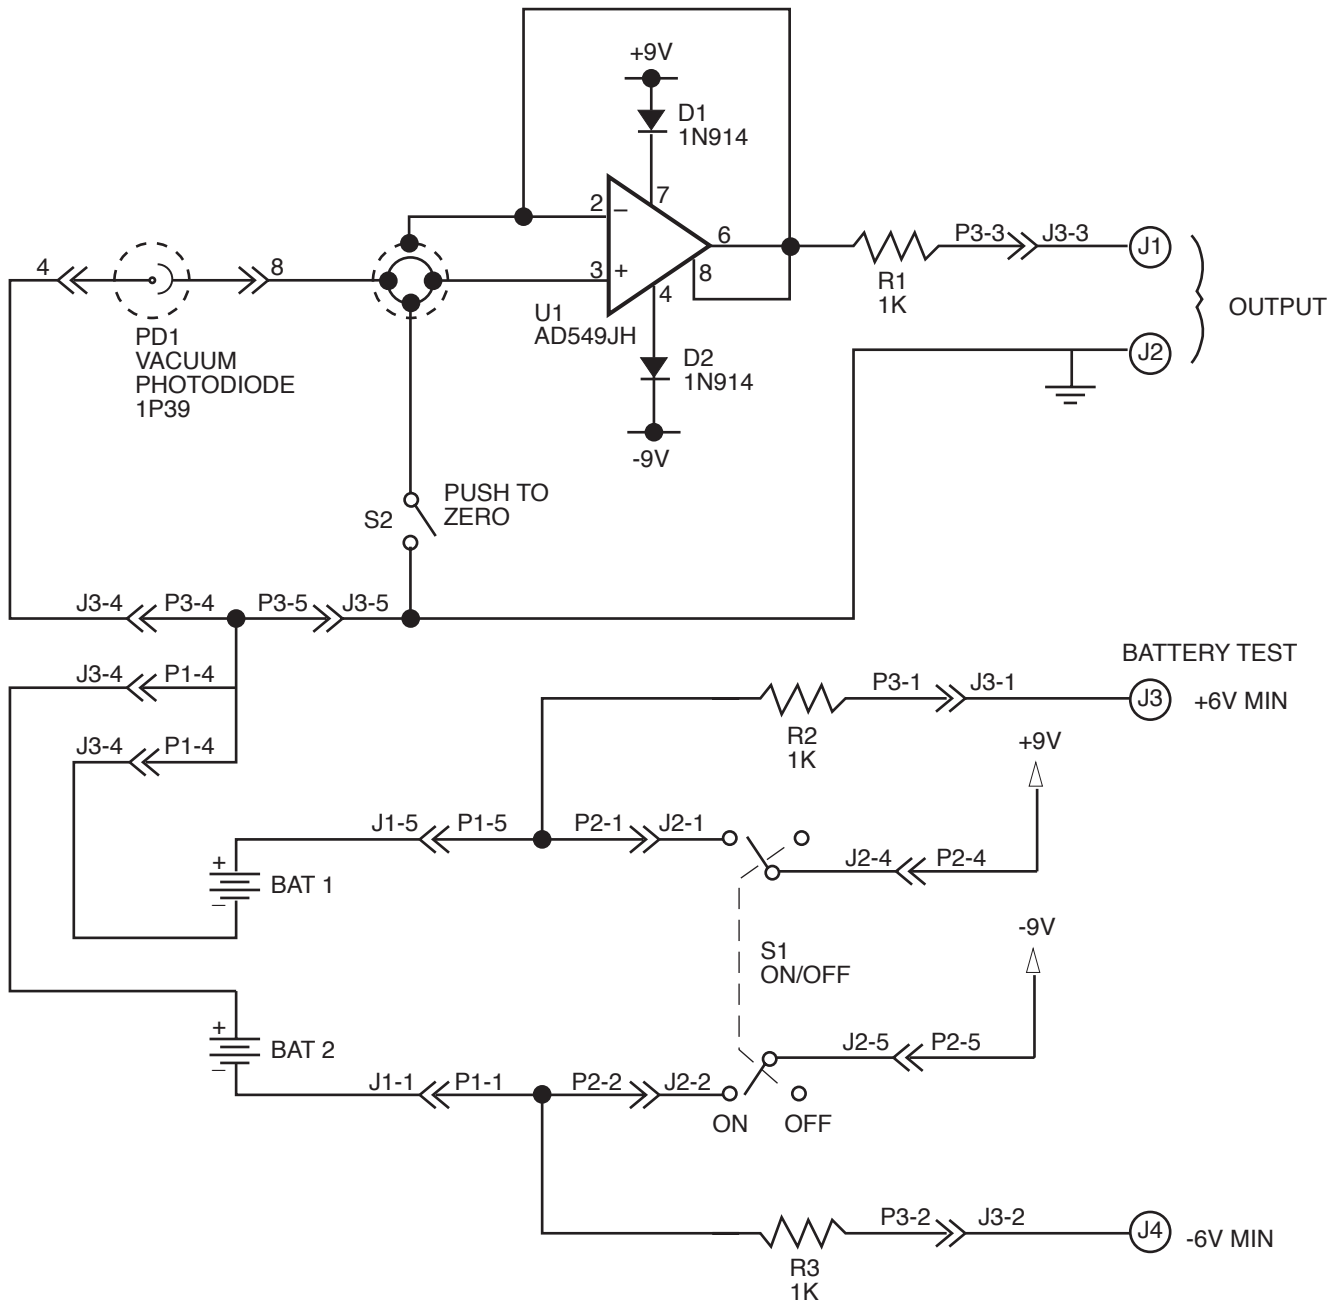 +9V
D1
1N914
2
–
7
6
3
+
8
4
U1
AD549JH
D2
1N914
-9V
4
8
PD1
VACUUM
PHOTODIODE
1P39
P3-3
J3-3
J1
R1
1K
OUTPUT
J2
S2
PUSH TO
ZERO
J3-4
P3-4
P3-5
J3-5
J3-4
P1-4
J3-4
P1-4
BATTERY TEST
P3-1
J3-1
J3
+6V MIN
R2
1K
+9V
J1-5
P1-5
P2-1
J2-1
J2-4
P2-4
+
BAT 1
–
-9V
S1
ON/OFF
+
BAT 2
–
J2-5
P2-5
J1-1
P1-1
P2-2
J2-2
ON
OFF
P3-2
J3-2
J4
-6V MIN
R3
1K